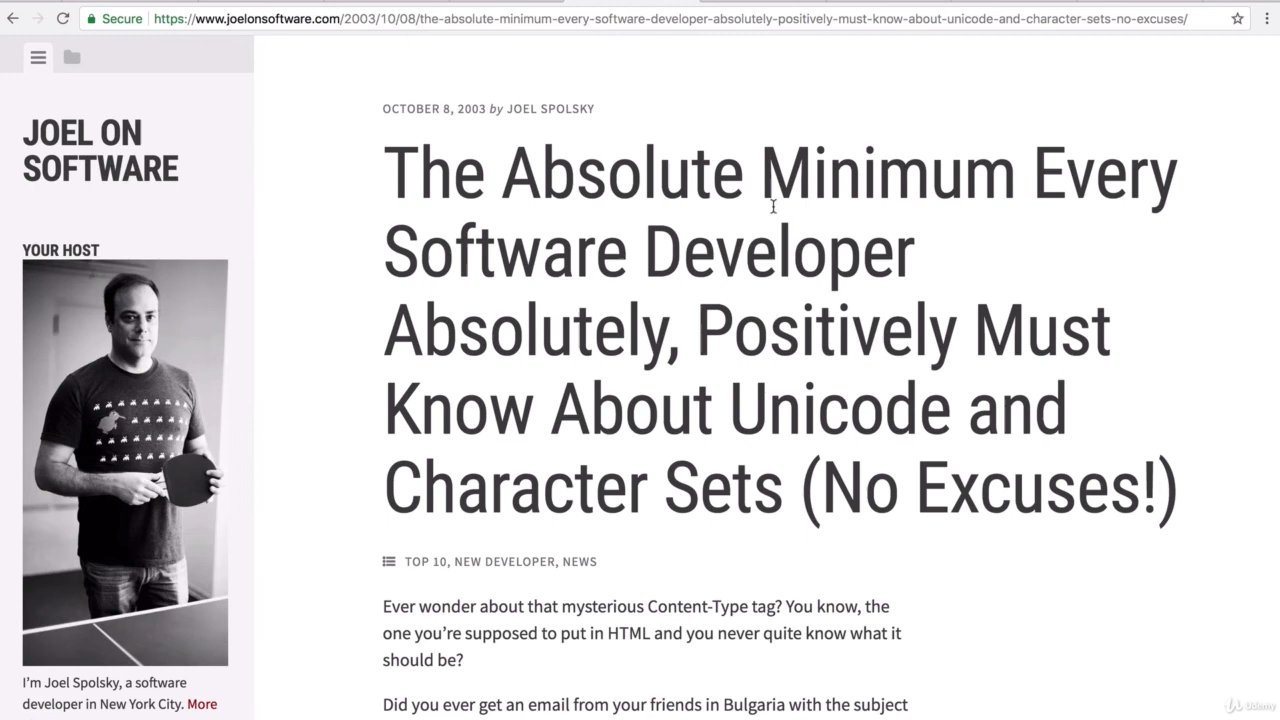 Secure https://www.joelonsoftware.com/2003/10/08/the-absolute-minimum-every-software-developer-absolutely-positively-must-know-about-unicode-and-character-sets-no-excuses/
JOEL ON
SOFTWARE
YOUR HOST
I'm Joel Spolsky, a software
developer in New York City. More
OCTOBER 8, 2003 by JOEL SPOLSKY
The Absolute Minimum Every
Software Developer
Absolutely, Positively Must
Know About Unicode and
Character Sets (No Excuses!)
TOP 10, NEW DEVELOPER, NEWS
Ever wonder about that mysterious Content-Type tag? You know, the
one you’re supposed to put in HTML and you never quite know what it
should be?
Did you ever get an email from your friends in Bulgaria with the subject
Udemy